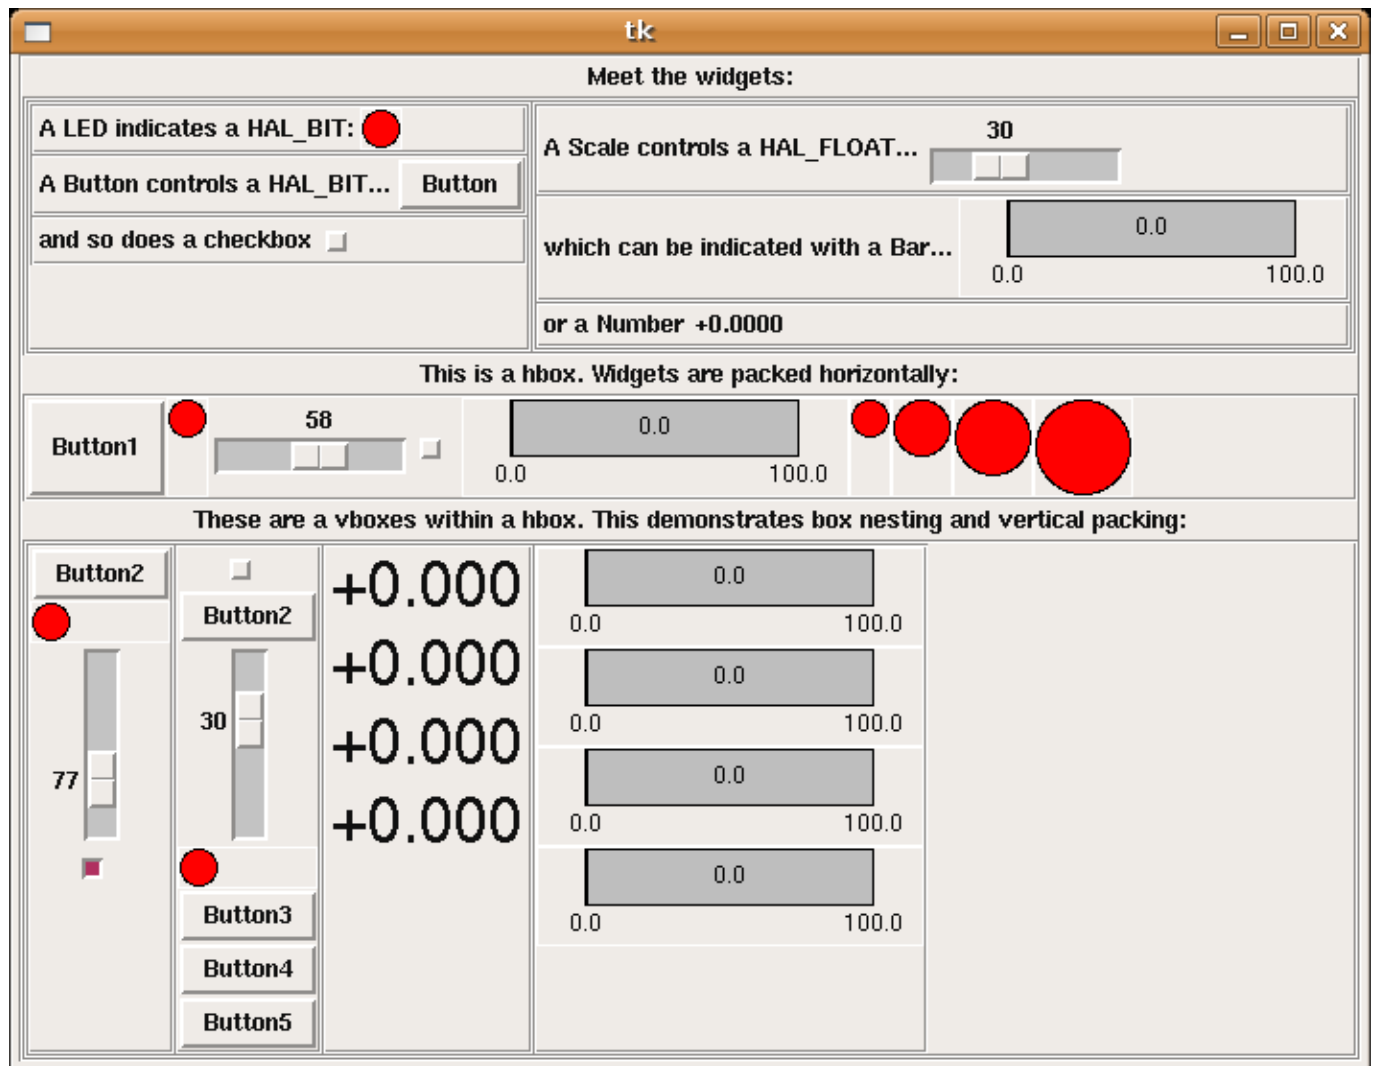 tk
Meet the widgets:
A LED indicates a HAL_BIT:
A Button controls a HAL_BIT... Button
and so does a checkbox
A Scale controls a HAL_FLOAT... 30
which can be indicated with a Bar... 0.0
0.0 100.0
or a Number +0.0000
This is a hbox. Widgets are packed horizontally:
Button1 58 0.0
0.0 100.0
These are a vboxes within a hbox. This demonstrates box nesting and vertical packing:
Button2
77
Button2
30
Button3
Button4
Button5
+0.000
+0.000
+0.000
+0.000
0.0
0.0 100.0
0.0
0.0 100.0
0.0
0.0 100.0
0.0
0.0 100.0